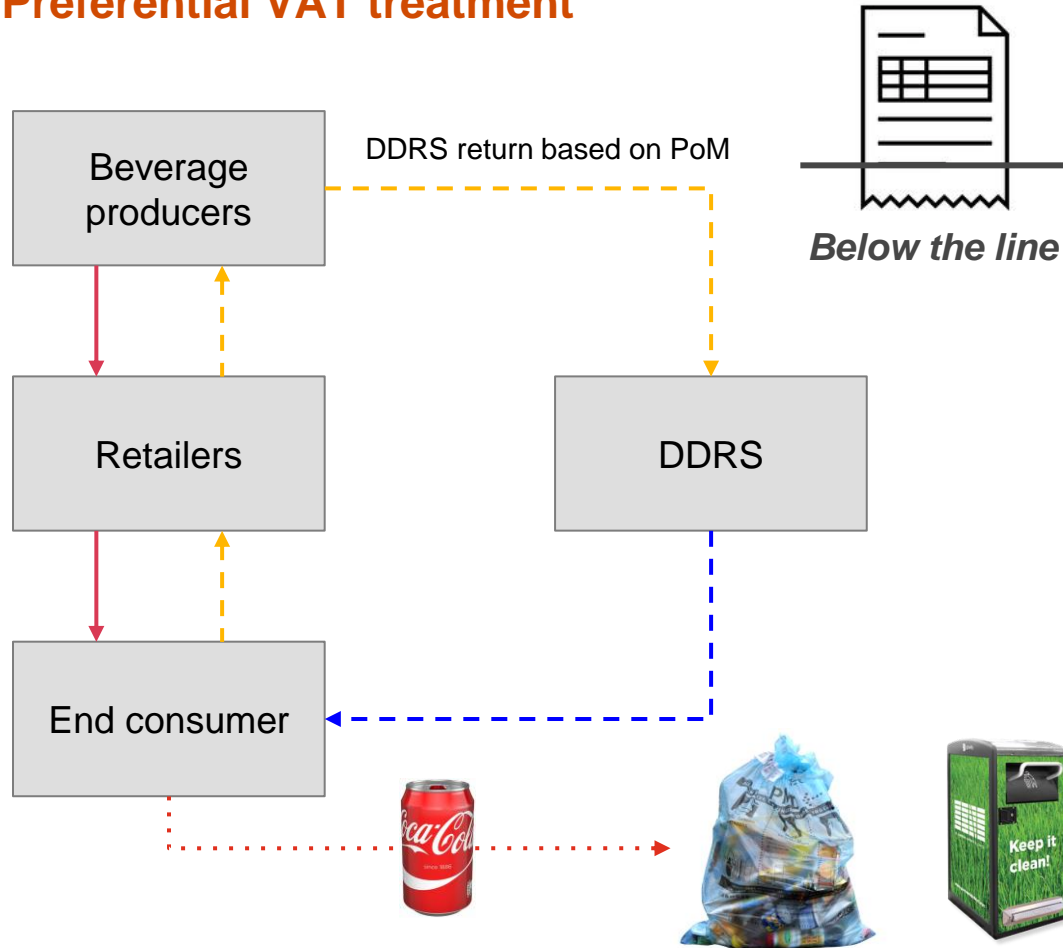 Preferential VAT treatment
Beverage
producers
DDRS return based on PoM
Below the line
Retailers
DDRS
End consumer
Coca-Cola
Keep it
clean!